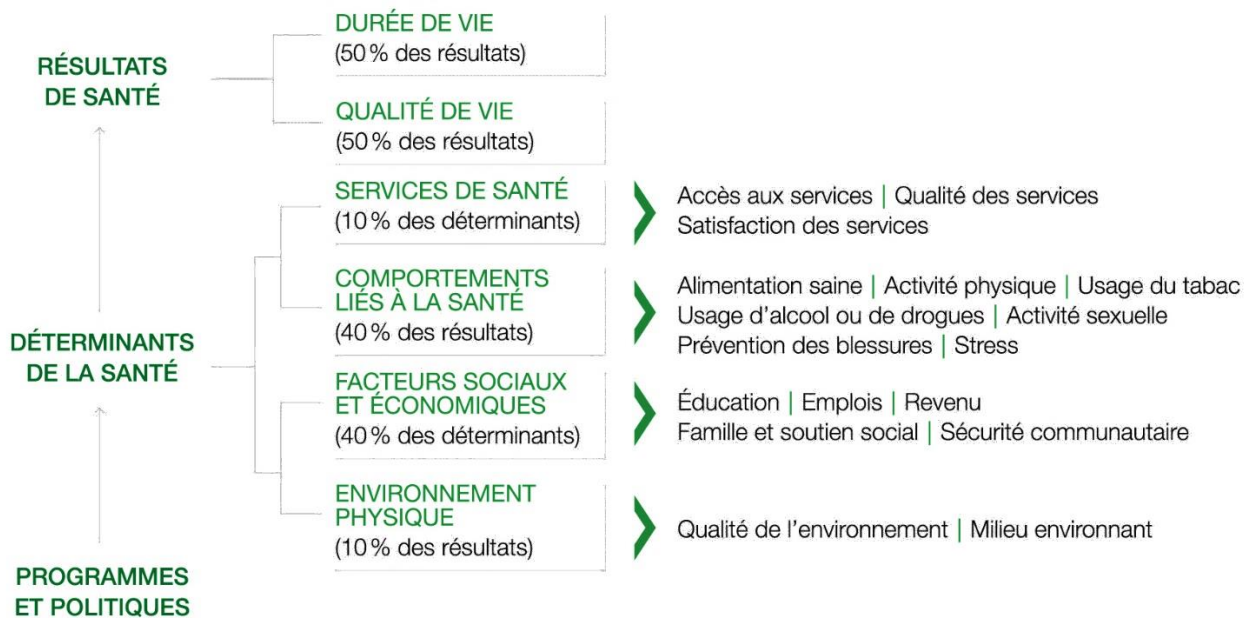 RÉSULTATS
DE SANTÉ
DURÉE DE VIE
(50 % des résultats)
QUALITÉ DE VIE
(50 % des résultats)
DÉTERMINANTS
DE LA SANTÉ
SERVICES DE SANTÉ
(10 % des déterminants)
Accès aux services | Qualité des services
Satisfaction des services
COMPORTEMENTS
LIÉS À LA SANTÉ
(40 % des résultats)
Alimentation saine | Activité physique | Usage du tabac
Usage d'alcool ou de drogues | Activité sexuelle
Prévention des blessures | Stress
FACTEURS SOCIAUX
ET ÉCONOMIQUES
(40 % des déterminants)
Éducation | Emplois | Revenu
Famille et soutien social | Sécurité communautaire
ENVIRONNEMENT
PHYSIQUE
(10 % des résultats)
Qualité de l'environnement | Milieu environnant
PROGRAMMES
ET POLITIQUES